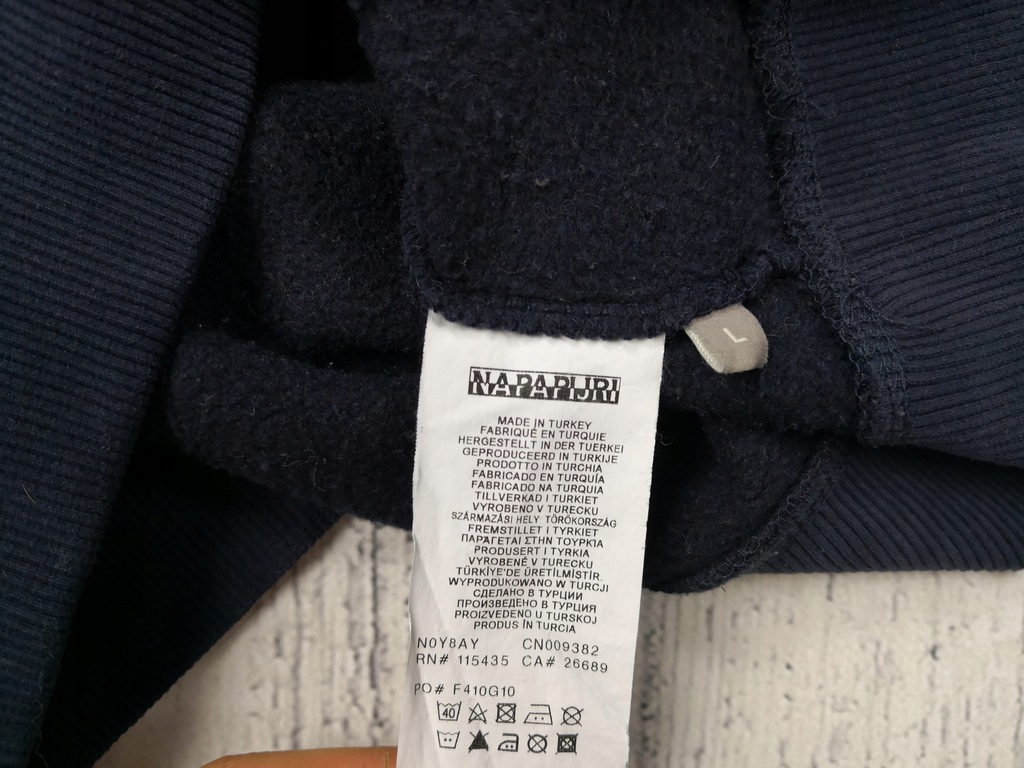 L
NAPAPIJRI
MADE IN TURKEY
FABRIQUÉ EN TURQUIE
HERGESTELLT IN DER TUERKEI
GEPRODUCEERD IN TURKIJE
PRODOTTO IN TURCHIA
FABRICADO EN TURQUÍA
FABRICADO NA TURQUIA
TILLVERKAD I TURKIET
VYROBENO V TURECKU
SZÁRMAZÁSI HELY: TÖRÖKORSZÁG
FREMSTILLET I TYRKIET
ΠΑΡΑΓΕΤΑΙ ΣΤΗΝ ΤΟΥΡΚΙΑ
PRODUSERT I TYRKIA
VYROBENÉ V TURECKU
TÜRKİYE'DE ÜRETİLMİSTİR.
WYPRODUKOWANO W TURCJI
СДЕЛАНО В ТУРЦИИ
ПРОИЗВЕДЕНО В ТУРЦИЯ
PROIZVEDENO U TURSKOJ
PRODUS ÎN TURCIA
N0Y8AY CN009382
RN# 115435 CA# 26689
PO# F410G10
40